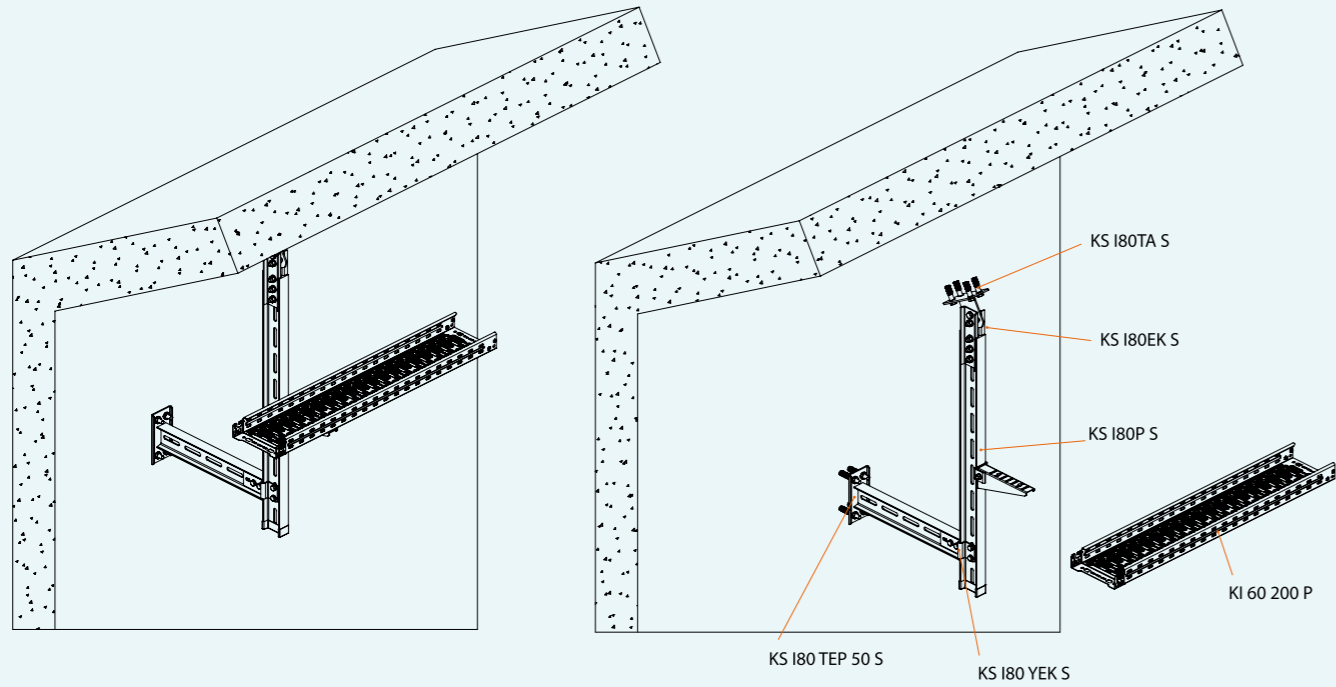 KS I80TA S
KS I80EK S
KS I80P S
KI 60 200 P
KS I80 TEP 50 S
KS I80 YEK S